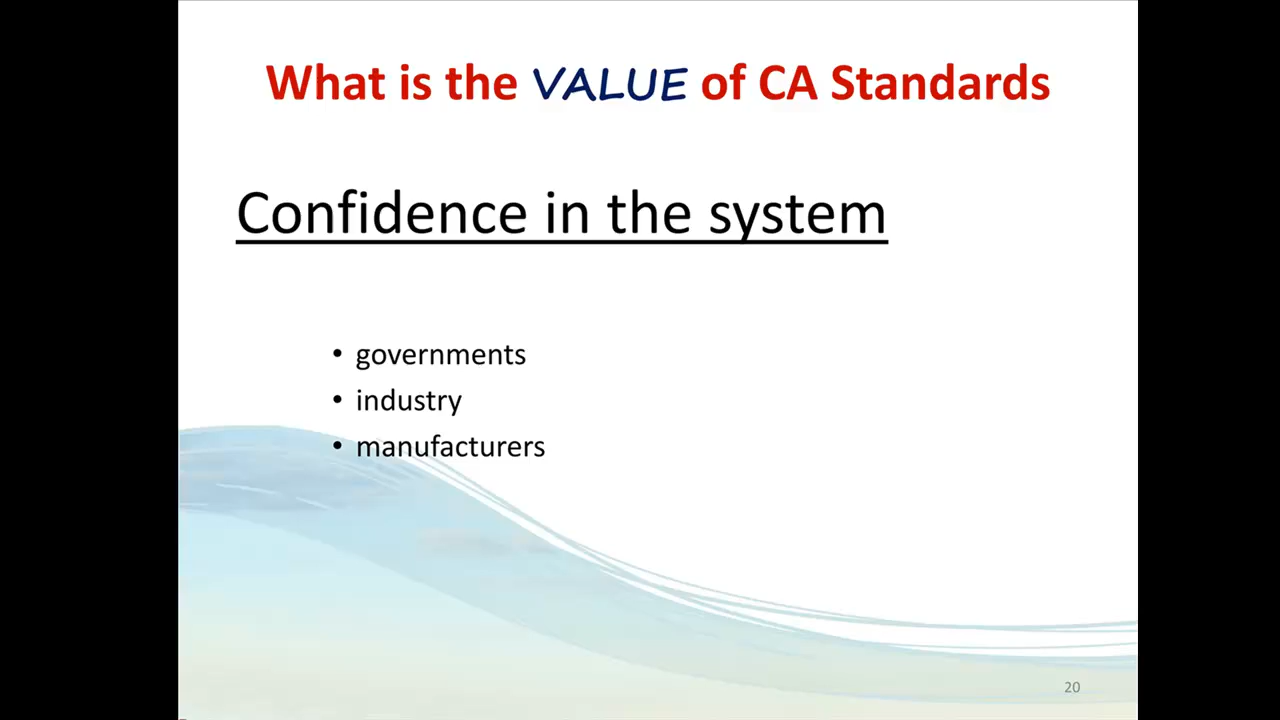 What is the VALUE of CA Standards
Confidence in the system
• governments
• industry
• manufacturers
20